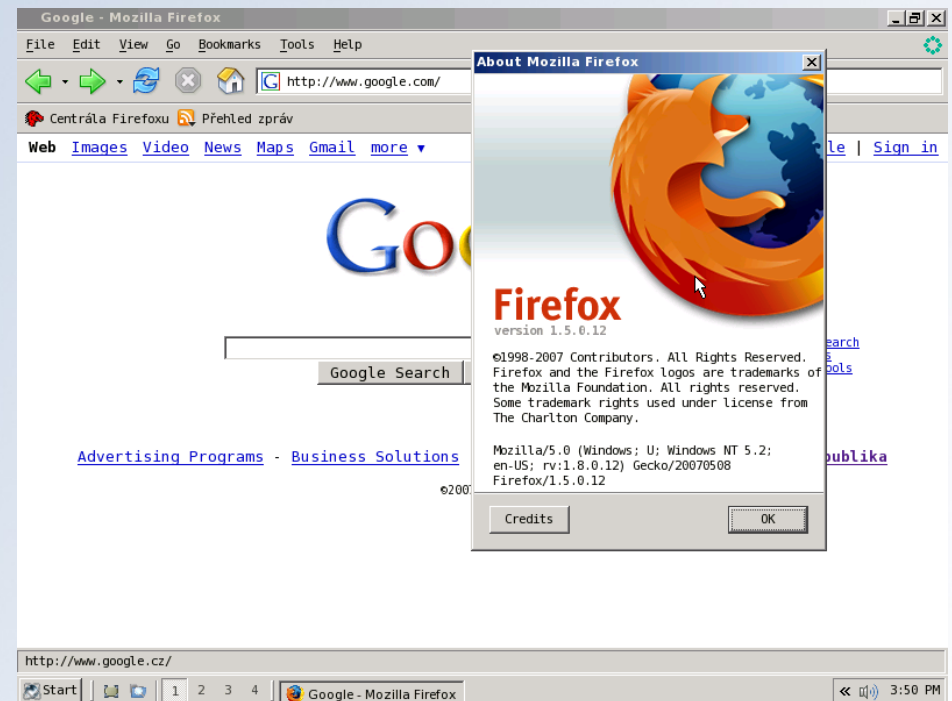 Google - Mozilla Firefox
File Edit View Go Bookmarks Tools Help
http://www.google.com/
Centrála Firefoxu Přehled zpráv
Web Images Video News Maps Gmail more ▼ le | Sign in
Go
Google Search
earch
s
ools
Advertising Programs - Business Solutions publika
©200
About Mozilla Firefox
Firefox
version 1.5.0.12
©1998-2007 Contributors. All Rights Reserved.
Firefox and the Firefox logos are trademarks of
the Mozilla Foundation. All rights reserved.
Some trademark rights used under license from
The Charlton Company.
Mozilla/5.0 (Windows; U; Windows NT 5.2;
en-US; rv:1.8.0.12) Gecko/20070508
Firefox/1.5.0.12
Credits OK
http://www.google.cz/
Start 1 2 3 4 Google - Mozilla Firefox « 3:50 PM